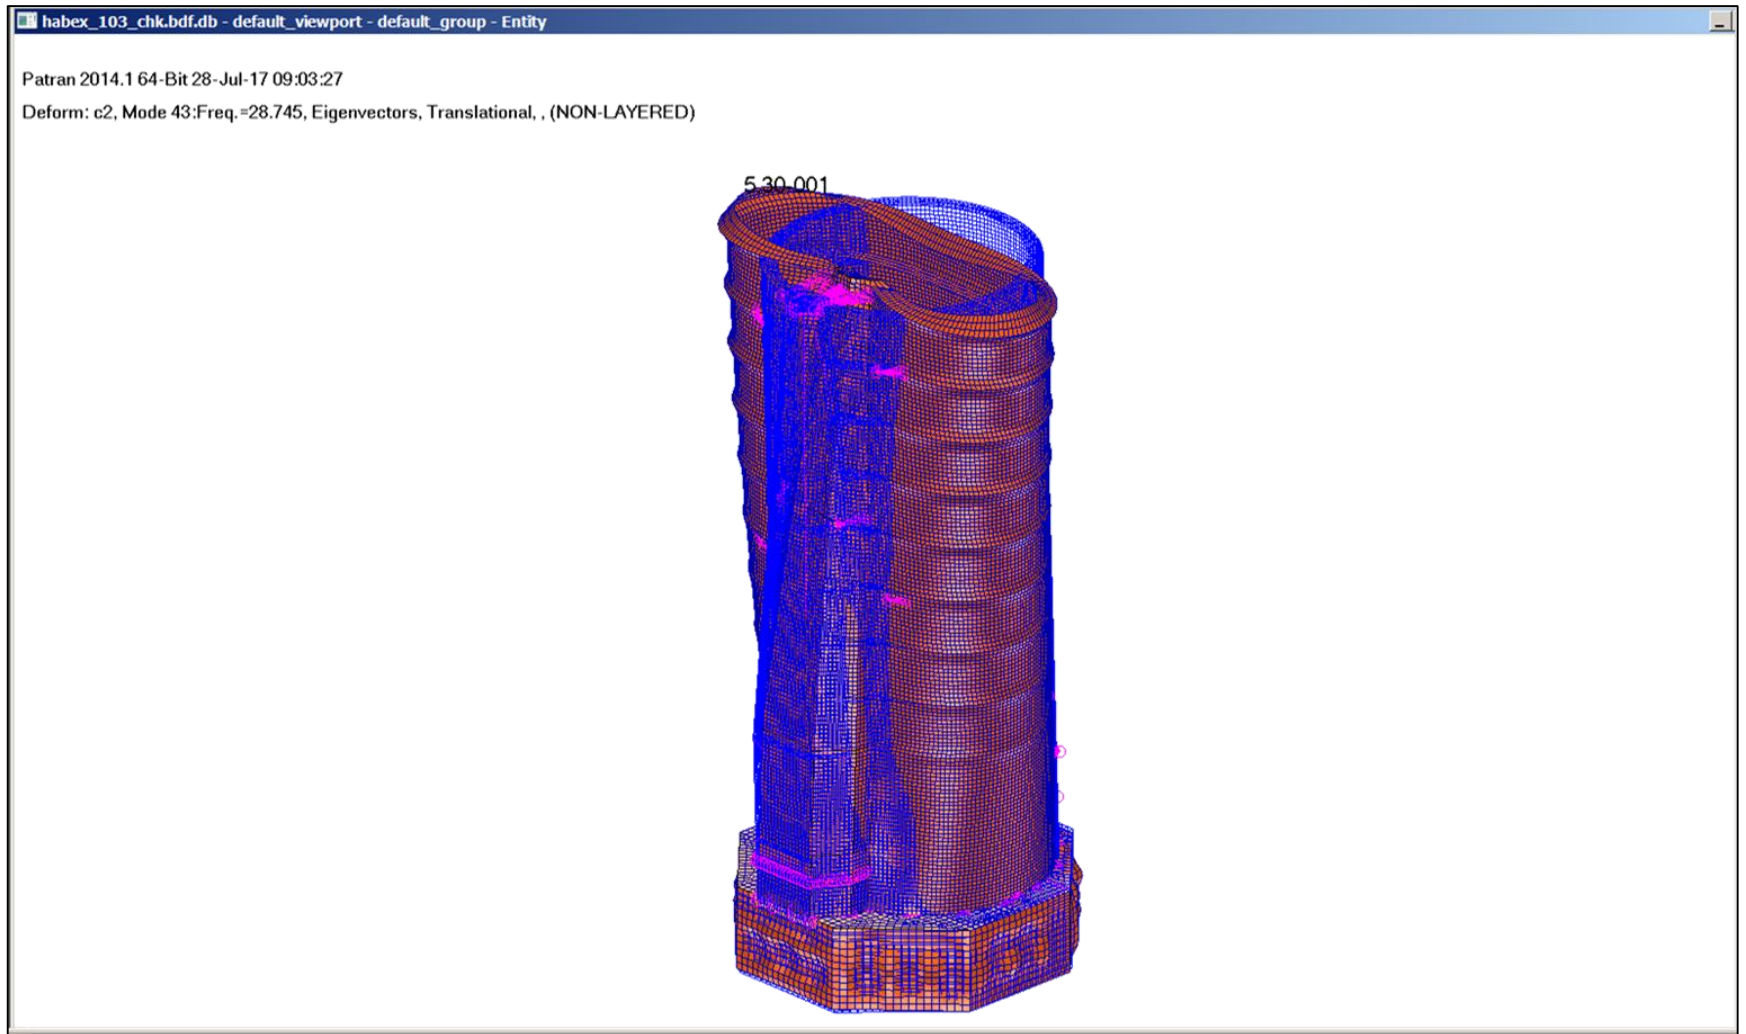 habex_103_chk.bdf.db - default_viewport - default_group - Entity
Patran 2014.1 64-Bit 28-Jul-17 09:03:27
Deform: c2, Mode 43:Freq.=28.745, Eigenvectors, Translational, , (NON-LAYERED)
5.30-001